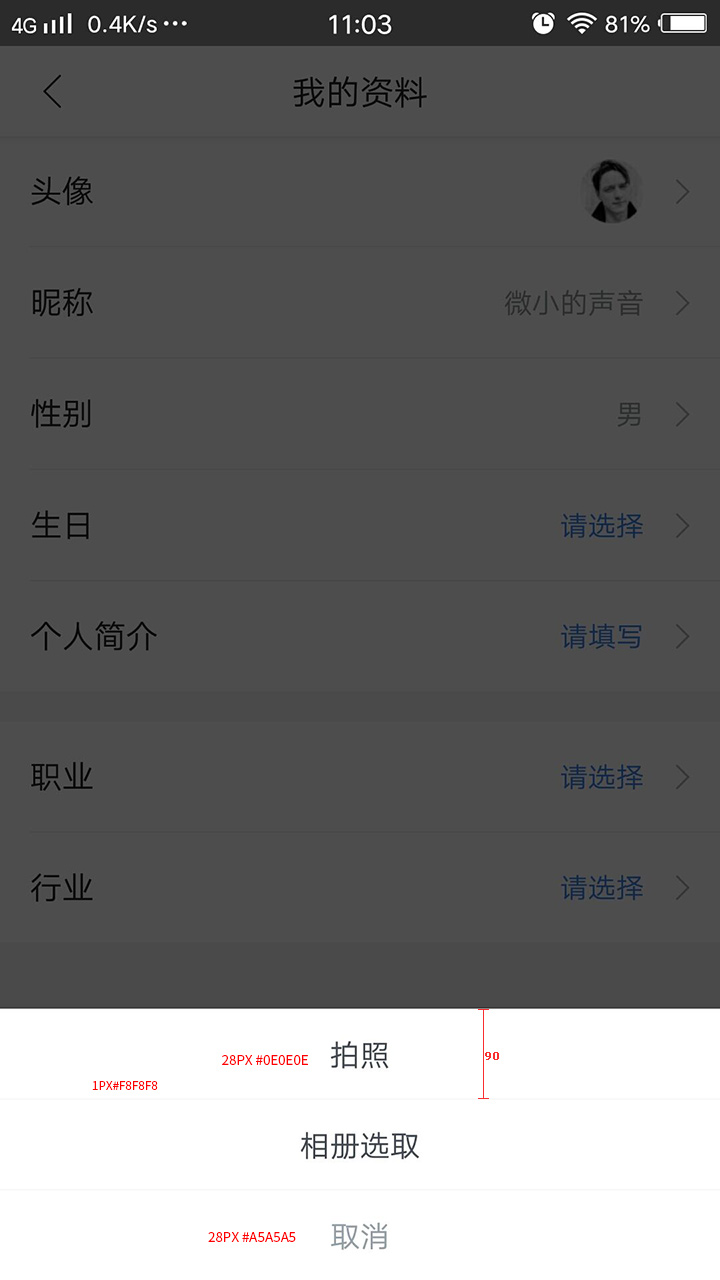 4G 0.4K/s ··· 11:03 81%
我的资料
头像
昵称 微小的声音
性别 男
生日 请选择
个人简介 请填写
职业 请选择
行业 请选择
28PX #0E0E0E 拍照 90
1PX#F8F8F8
相册选取
28PX #A5A5A5 取消